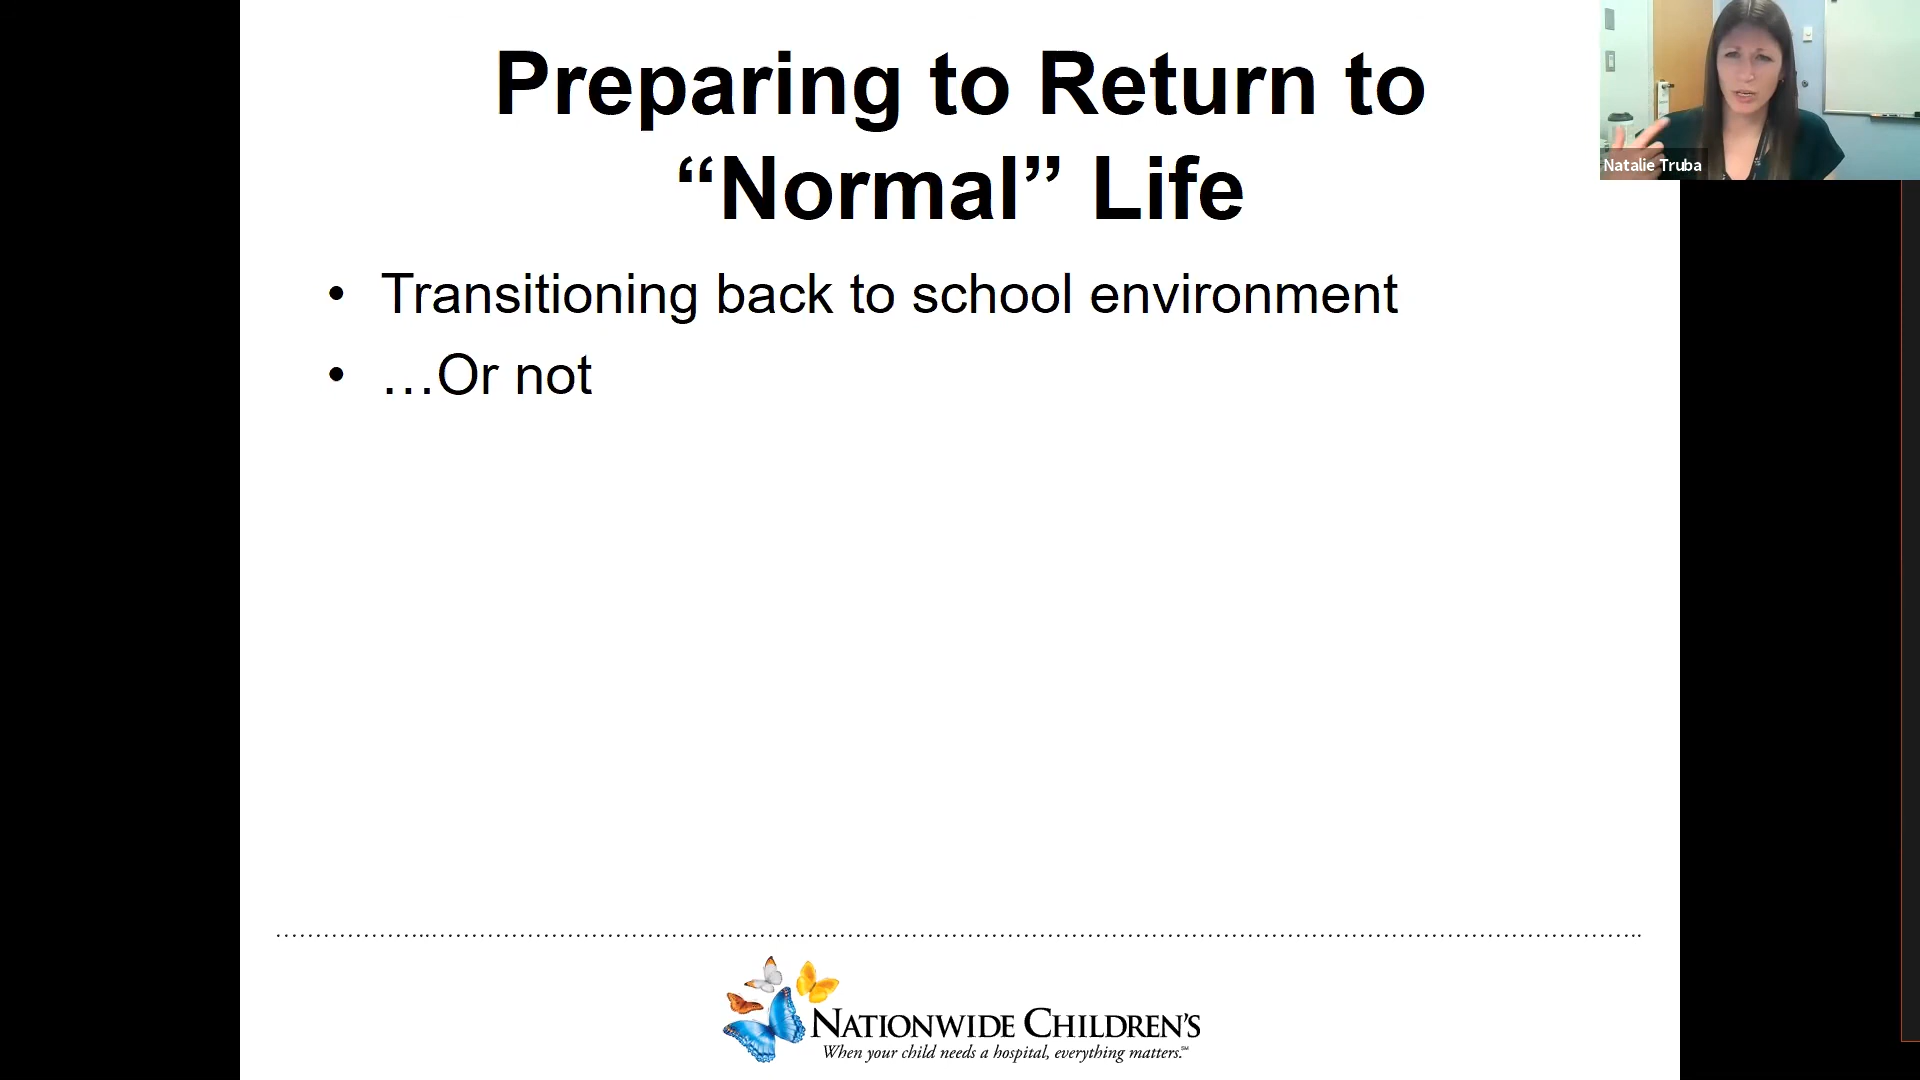 Preparing to Return to
“Normal” Life
Natalie Truba
• Transitioning back to school environment
• …Or not
NATIONWIDE CHILDREN'S
When your child needs a hospital, everything matters.℠